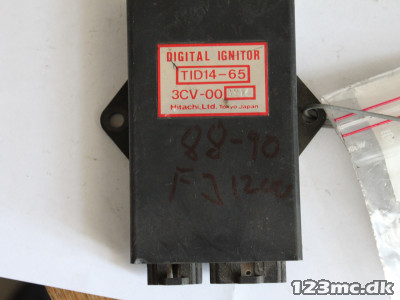 DIGITAL IGNITOR
TID14-65
3CV-00
Hitachi,Ltd. Tokyo Japan
88-90
FJ1200
123mc.dk